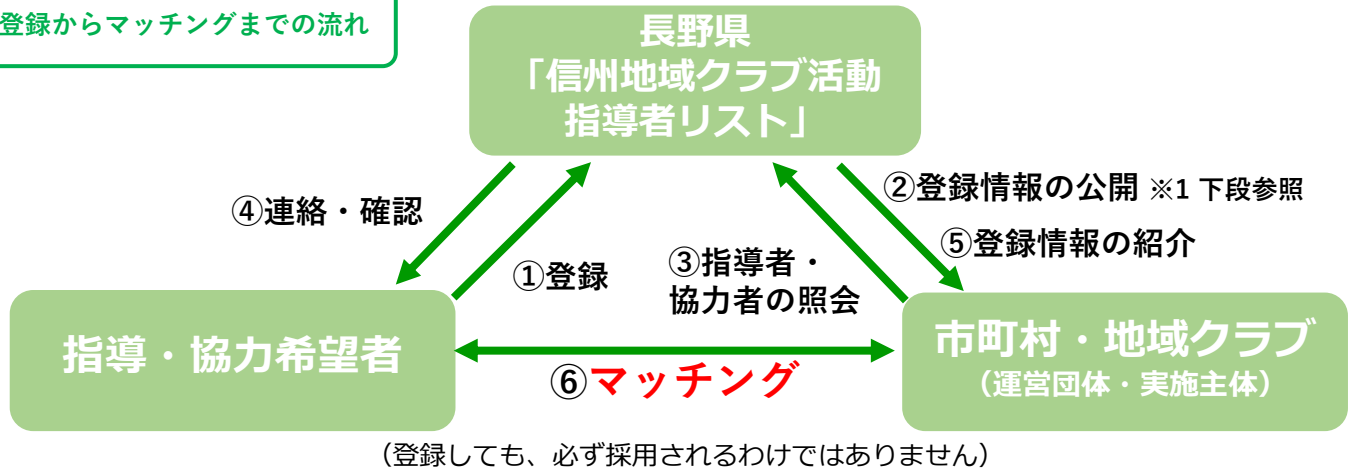 登録からマッチングまでの流れ
長野県
「信州地域クラブ活動
指導者リスト」
②登録情報の公開 ※1 下段参照
④連絡・確認
⑤登録情報の紹介
①登録
③指導者・
協力者の照会
指導・協力希望者
市町村・地域クラブ
（運営団体・実施主体）
⑥マッチング
（登録しても、必ず採用されるわけではありません）